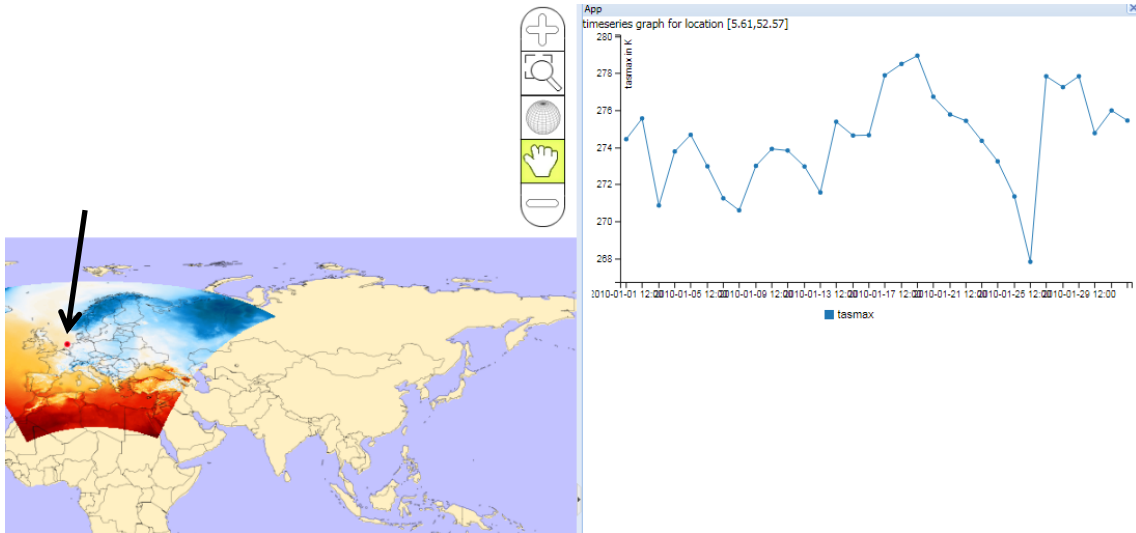 App
timeseries graph for location [5.61,52.57]
tasmax in K
280
278
276
274
272
270
268
2010-01-01 12:00 2010-01-05 12:00 2010-01-09 12:00 2010-01-13 12:00 2010-01-17 12:00 2010-01-21 12:00 2010-01-25 12:00 2010-01-29 12:00
tasmax